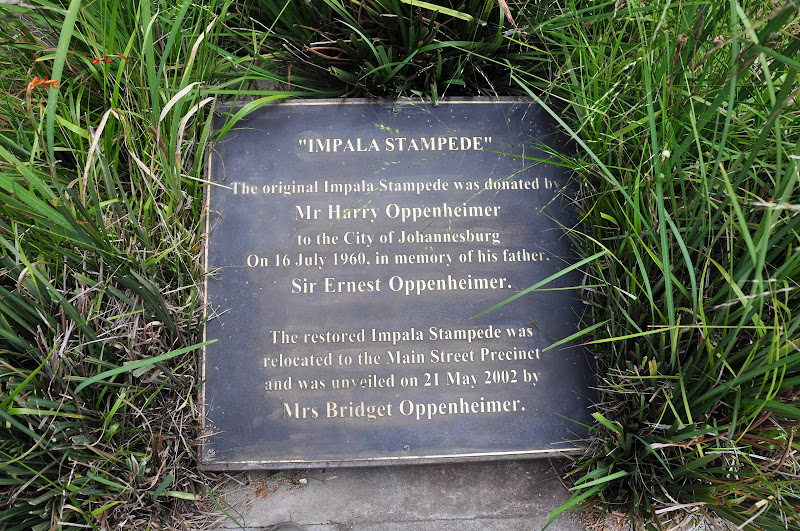 "IMPALA STAMPEDE"
The original Impala Stampede was donated by
Mr Harry Oppenheimer
to the City of Johannesburg
On 16 July 1960, in memory of his father.
Sir Ernest Oppenheimer.
The restored Impala Stampede was
relocated to the Main Street Precinct
and was unveiled on 21 May 2002 by
Mrs Bridget Oppenheimer.